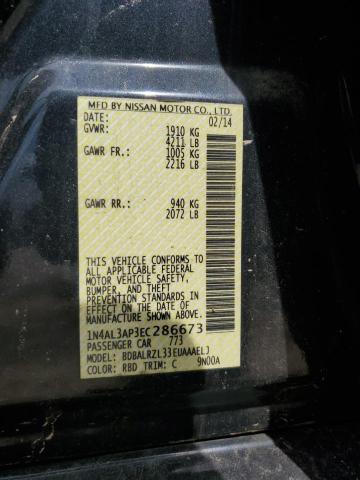 MFD BY NISSAN MOTOR CO., LTD.
DATE: 02/14
GVWR: 1910 KG
4211 LB
GAWR FR.: 1005 KG
2216 LB
GAWR RR.: 940 KG
2072 LB
THIS VEHICLE CONFORMS TO
ALL APPLICABLE FEDERAL
MOTOR VEHICLE SAFETY,
BUMPER, AND THEFT
PREVENTION STANDARDS
IN EFFECT ON THE DATE OF
MANUFACTURE SHOWN ABOVE.
1N4AL3AP3EC286673
PASSENGER CAR 773
MODEL: BDBALRZL33EUAAAELJ
COLOR: RBD TRIM: C 9N00A